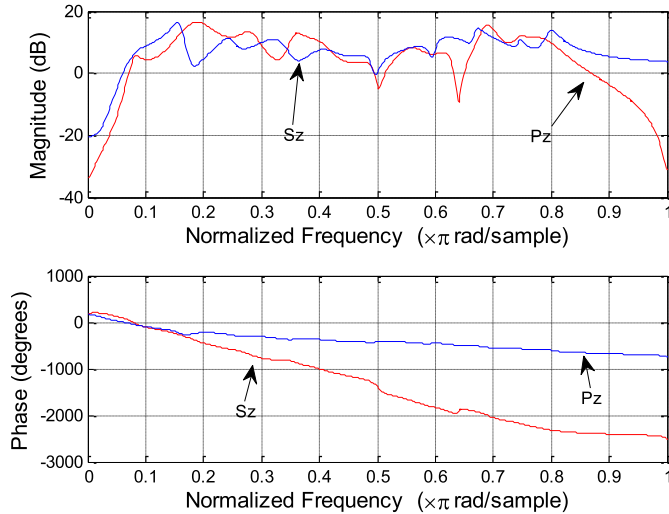 20
0
-20
-40
Magnitude (dB)
Sz
Pz
0 0.1 0.2 0.3 0.4 0.5 0.6 0.7 0.8 0.9 1
Normalized Frequency (×π rad/sample)
1000
0
-1000
-2000
-3000
Phase (degrees)
Sz
Pz
0 0.1 0.2 0.3 0.4 0.5 0.6 0.7 0.8 0.9 1
Normalized Frequency (×π rad/sample)